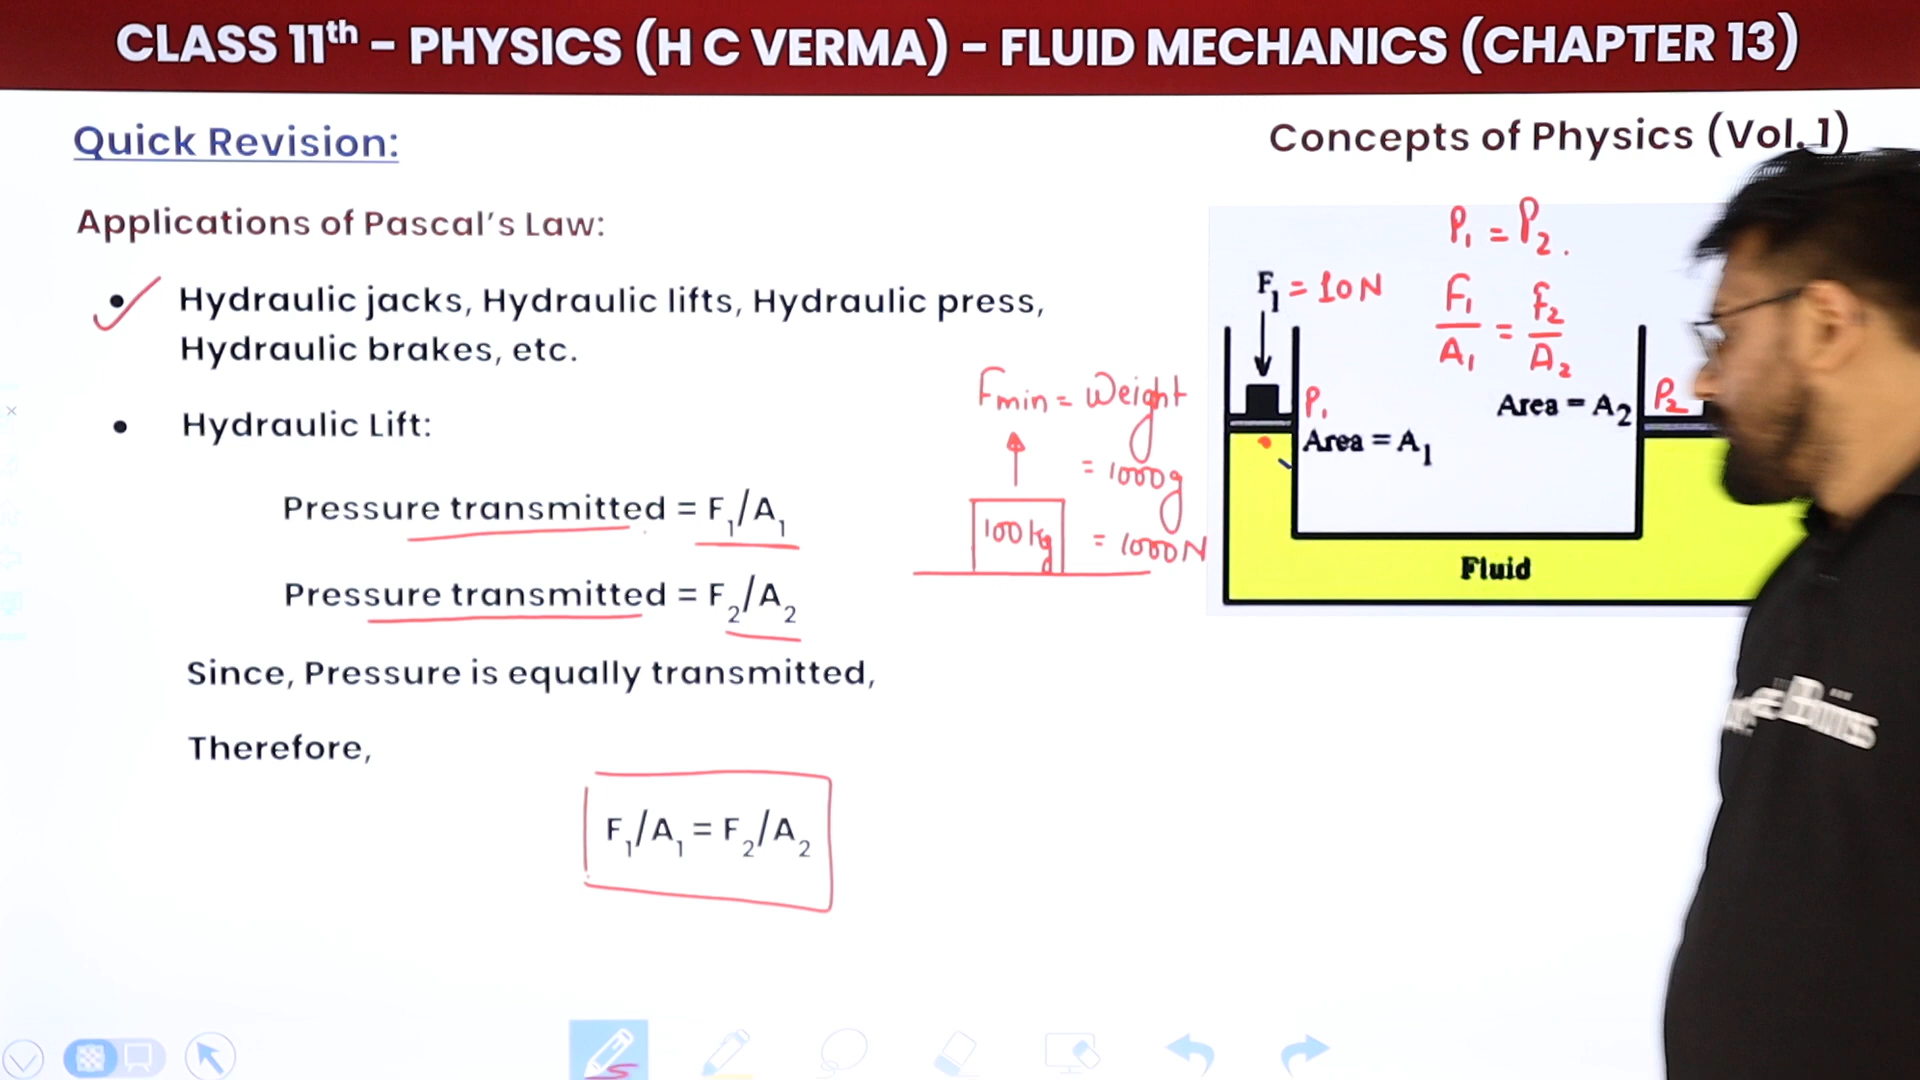 CLASS 11th - PHYSICS (H C VERMA) - FLUID MECHANICS (CHAPTER 13)
Quick Revision:
Concepts of Physics (Vol. 1)
Applications of Pascal's Law:
• Hydraulic jacks, Hydraulic lifts, Hydraulic press,
Hydraulic brakes, etc.
• Hydraulic Lift:
Pressure transmitted = F₁/A₁
Pressure transmitted = F₂/A₂
Since, Pressure is equally transmitted,
Therefore,
F₁/A₁ = F₂/A₂
Fmin = Weight
= 1000g
100 kg
= 1000N
P₁ = P₂.
F₁ = 10N
F₁/A₁ = F₂/A₂
P₁
Area = A₂
P₂
Area = A₁
Fluid